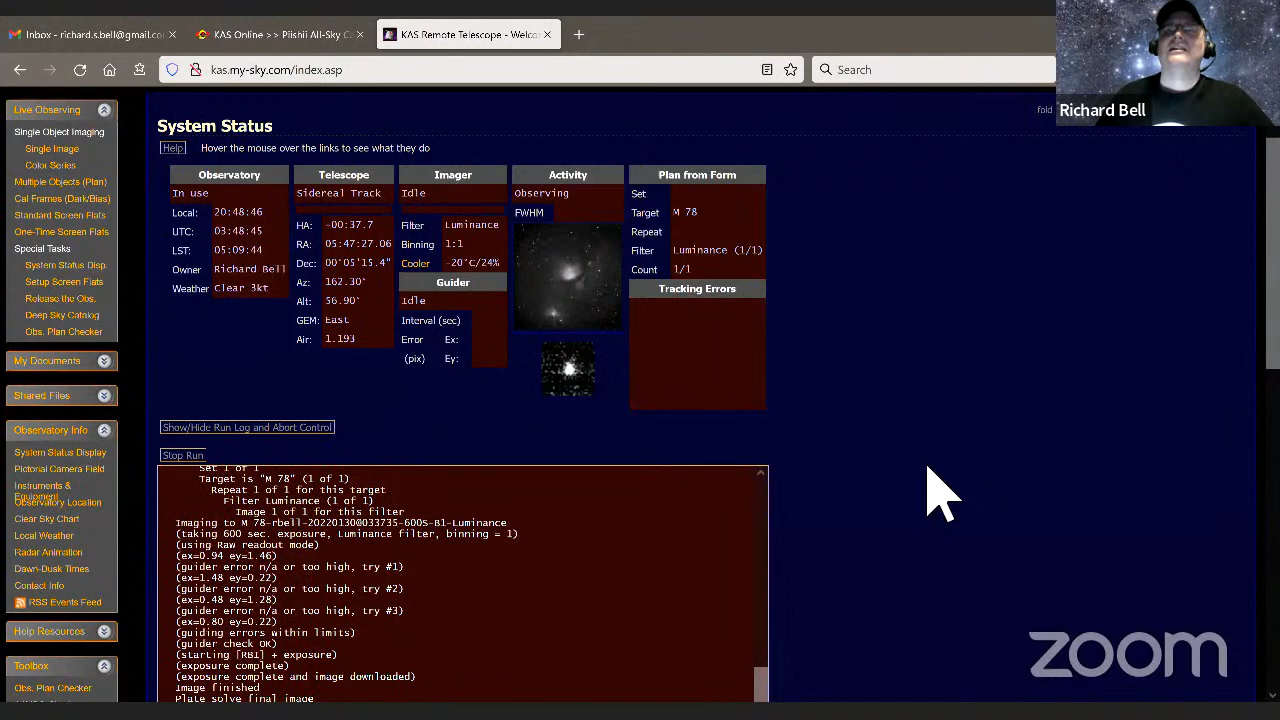 Inbox - richard.s.bell@gmail.co
KAS Online >> Piishii All-Sky Ca
KAS Remote Telescope - Welco
kas.my-sky.com/index.asp
Search
Richard Bell
Live Observing
Single Object Imaging
Single Image
Color Series
Multiple Objects (Plan)
Cal Frames (Dark/Bias)
Standard Screen Flats
One-Time Screen Flats
Special Tasks
System Status Disp.
Setup Screen Flats
Release the Obs.
Deep Sky Catalog
Obs. Plan Checker
My Documents
Shared Files
Observatory Info
System Status Display
Pictorial Camera Field
Instruments &
Equipment
Observatory Location
Clear Sky Chart
Local Weather
Radar Animation
Dawn-Dusk Times
Contact Info
RSS Events Feed
Help Resources
Toolbox
Obs. Plan Checker
fold
System Status
Help Hover the mouse over the links to see what they do
Observatory
In use
Local: 20:48:46
UTC: 03:48:45
LST: 05:09:44
Owner Richard Bell
Weather Clear 3kt
Telescope
Sidereal Track
HA: -00:37.7
RA: 05:47:27.06
Dec: 00°05'15.4"
Az: 162.30°
Alt: 56.90°
GEM: East
Air: 1.193
Imager
Idle
Filter Luminance
Binning 1:1
Cooler -20°C/24%
Guider
Idle
Interval (sec)
Error Ex:
(pix) Ey:
Activity
Observing
FWHM
Plan from Form
Set
Target M 78
Repeat
Filter Luminance (1/1)
Count 1/1
Tracking Errors
Show/Hide Run Log and Abort Control
Stop Run
Set 1 of 1
Target is "M 78" (1 of 1)
Repeat 1 of 1 for this target
Filter Luminance (1 of 1)
Image 1 of 1 for this filter
Imaging to M 78-rbell-20220130@033735-600S-B1-Luminance
(taking 600 sec. exposure, Luminance filter, binning = 1)
(using Raw readout mode)
(ex=0.94 ey=1.46)
(guider error n/a or too high, try #1)
(ex=1.48 ey=0.22)
(guider error n/a or too high, try #2)
(ex=0.48 ey=1.28)
(guider error n/a or too high, try #3)
(ex=0.80 ey=0.22)
(guiding errors within limits)
(guider check OK)
(starting [RBI] + exposure)
(exposure complete)
(exposure complete and image downloaded)
Image finished
Plate solve final image
zoom